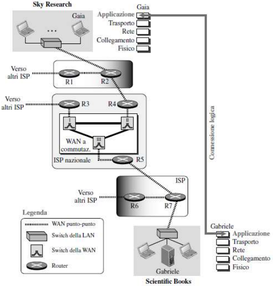 Sky Research
Gaia
Gaia
Applicazione
Trasporto
Rete
Collegamento
Fisico
Verso
altri ISP
R1
R2
Verso
altri ISP
R3
R4
WAN a
commutaz.
ISP nazionale
R5
Connessione logica
ISP
Verso
altri ISP
R6
R7
Legenda
WAN punto-punto
Switch della LAN
Switch della WAN
Router
Gabriele
Scientific Books
Gabriele
Applicazione
Trasporto
Rete
Collegamento
Fisico